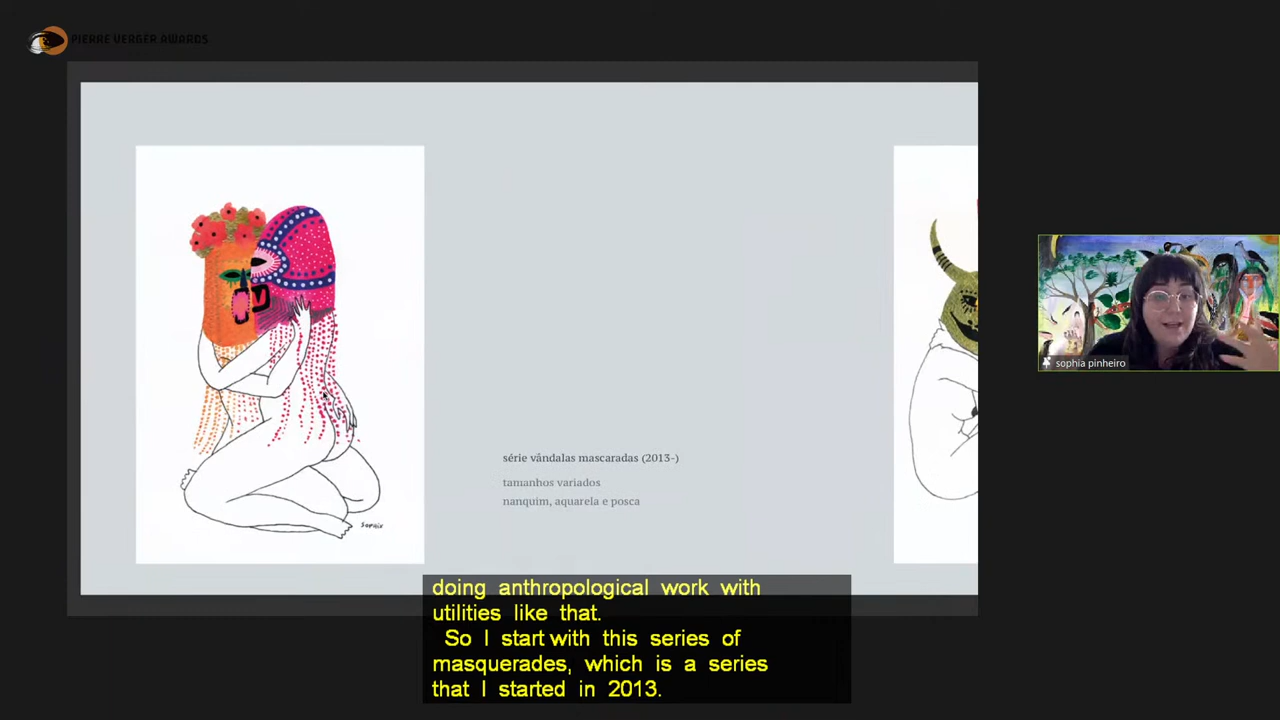 PIERRE VERGER AWARDS
Sophia
sophia pinheiro
série vândalas mascaradas (2013-)
tamanhos variados
nanquim, aquarela e posca
doing anthropological work with
utilities like that.
So I start with this series of
masquerades, which is a series
that I started in 2013.